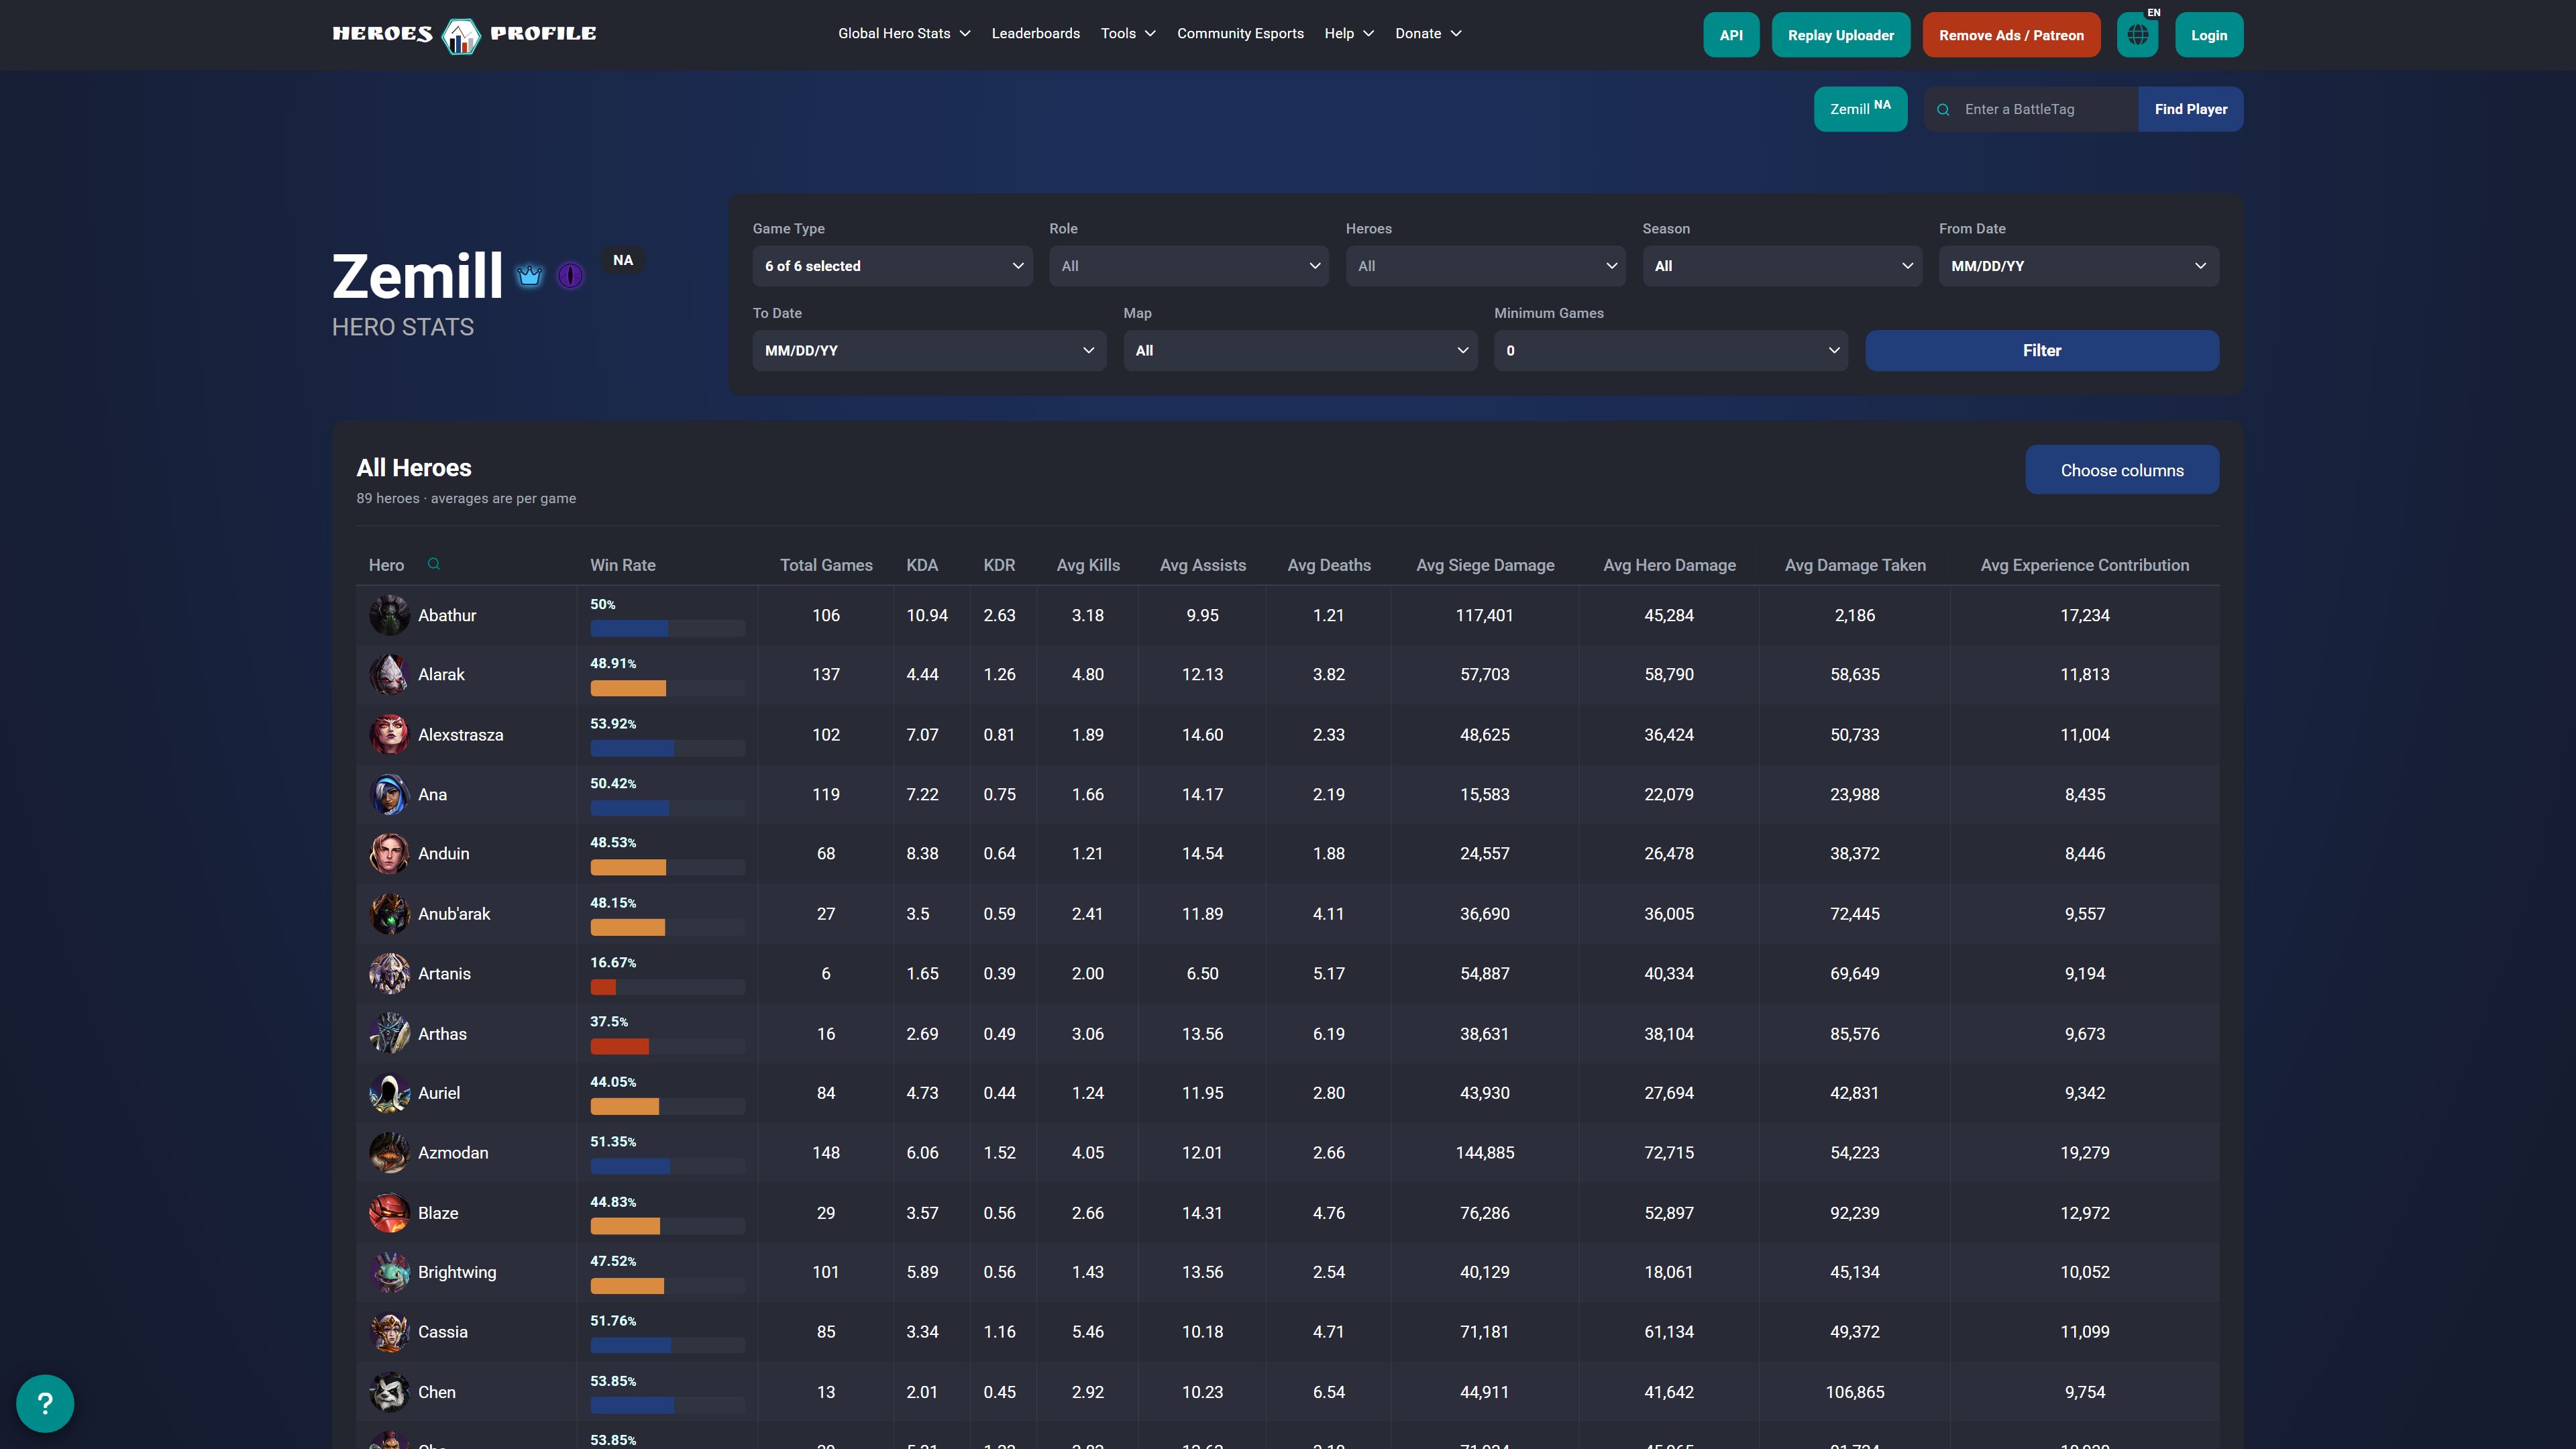 HEROES PROFILE
Global Hero Stats Leaderboards Tools Community Esports Help Donate
API Replay Uploader Remove Ads / Patreon EN Login
Zemill NA Enter a BattleTag Find Player
Zemill NA
HERO STATS
Game Type Role Heroes Season From Date
6 of 6 selected All All All MM/DD/YY
To Date Map Minimum Games
MM/DD/YY All 0 Filter
All Heroes
Choose columns
89 heroes · averages are per game
Hero Win Rate Total Games KDA KDR Avg Kills Avg Assists Avg Deaths Avg Siege Damage Avg Hero Damage Avg Damage Taken Avg Experience Contribution
Abathur 50% 106 10.94 2.63 3.18 9.95 1.21 117,401 45,284 2,186 17,234
Alarak 48.91% 137 4.44 1.26 4.80 12.13 3.82 57,703 58,790 58,635 11,813
Alexstrasza 53.92% 102 7.07 0.81 1.89 14.60 2.33 48,625 36,424 50,733 11,004
Ana 50.42% 119 7.22 0.75 1.66 14.17 2.19 15,583 22,079 23,988 8,435
Anduin 48.53% 68 8.38 0.64 1.21 14.54 1.88 24,557 26,478 38,372 8,446
Anub'arak 48.15% 27 3.5 0.59 2.41 11.89 4.11 36,690 36,005 72,445 9,557
Artanis 16.67% 6 1.65 0.39 2.00 6.50 5.17 54,887 40,334 69,649 9,194
Arthas 37.5% 16 2.69 0.49 3.06 13.56 6.19 38,631 38,104 85,576 9,673
Auriel 44.05% 84 4.73 0.44 1.24 11.95 2.80 43,930 27,694 42,831 9,342
Azmodan 51.35% 148 6.06 1.52 4.05 12.01 2.66 144,885 72,715 54,223 19,279
Blaze 44.83% 29 3.57 0.56 2.66 14.31 4.76 76,286 52,897 92,239 12,972
Brightwing 47.52% 101 5.89 0.56 1.43 13.56 2.54 40,129 18,061 45,134 10,052
Cassia 51.76% 85 3.34 1.16 5.46 10.18 4.71 71,181 61,134 49,372 11,099
Chen 53.85% 13 2.01 0.45 2.92 10.23 6.54 44,911 41,642 106,865 9,754
53.85%
?